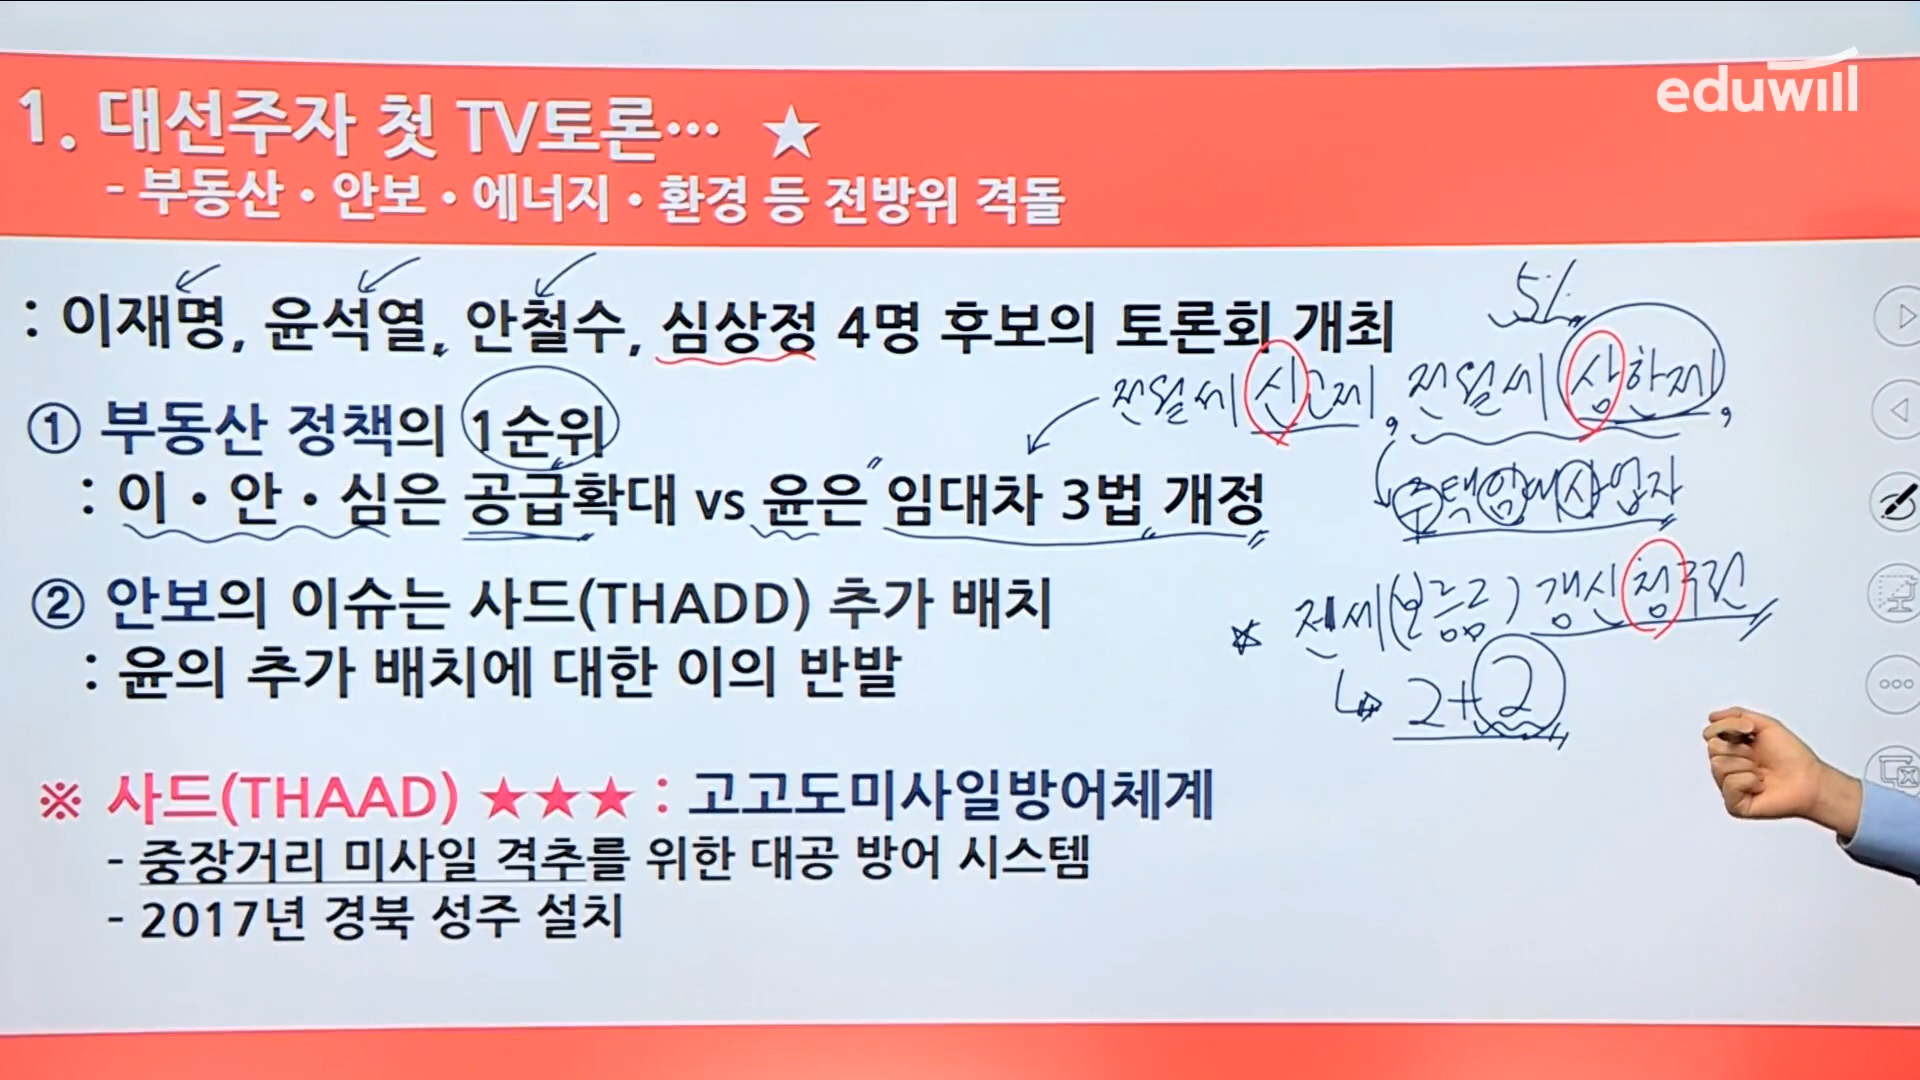 eduwill
1. 대선주자 첫 TV토론… ★
- 부동산・안보・에너지・환경 등 전방위 격돌
: 이재명, 윤석열, 안철수, 심상정 4명 후보의 토론회 개최
5%
전월세 신고제, 전월세 상한제,
① 부동산 정책의 1순위
: 이・안・심은 공급확대 vs 윤은 임대차 3법 개정
주택임대사업자
② 안보의 이슈는 사드(THADD) 추가 배치
: 윤의 추가 배치에 대한 이의 반발
☆ 전세(보증금) 갱신청구권
↳ 2+2
※ 사드(THAAD) ★★★ : 고고도미사일방어체계
- 중장거리 미사일 격추를 위한 대공 방어 시스템
- 2017년 경북 성주 설치